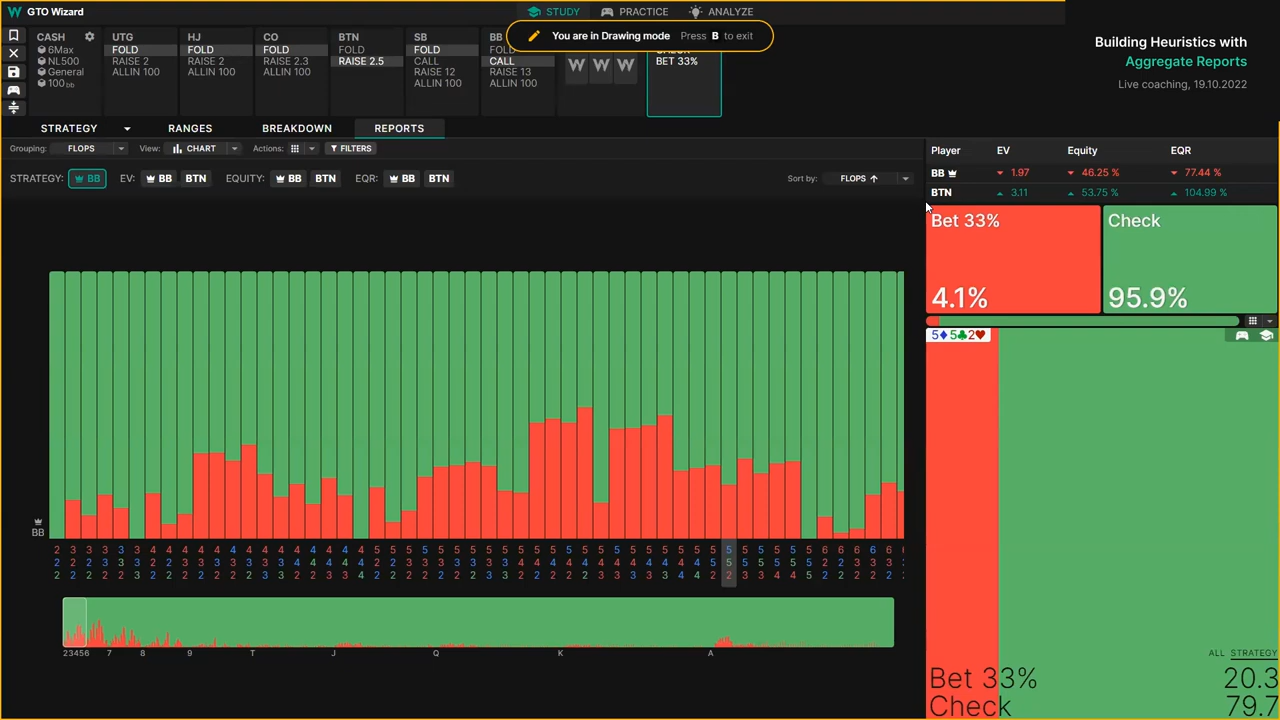 GTO Wizard
STUDY
PRACTICE
ANALYZE
You are in Drawing mode Press B to exit
CASH
6Max
NL500
General
100bb
UTG
FOLD
RAISE 2
ALLIN 100
HJ
FOLD
RAISE 2
ALLIN 100
CO
FOLD
RAISE 2.3
ALLIN 100
BTN
FOLD
RAISE 2.5
SB
FOLD
CALL
RAISE 12
ALLIN 100
BB
CALL
RAISE 13
ALLIN 100
W W W
BET 33%
Building Heuristics with
Aggregate Reports
Live coaching, 19.10.2022
STRATEGY RANGES BREAKDOWN REPORTS
Grouping: FLOPS View: CHART Actions: FILTERS
STRATEGY: BB EV: BB BTN EQUITY: BB BTN EQR: BB BTN Sort by: FLOPS
Player EV Equity EQR
BB 1.97 46.25 % 77.44 %
BTN 3.11 53.75 % 104.99 %
Bet 33%
4.1%
Check
95.9%
5♦5♣2♥
BB
23456 7 8 9 T J Q K A
ALL STRATEGY
Bet 33% 20.3
Check 79.7